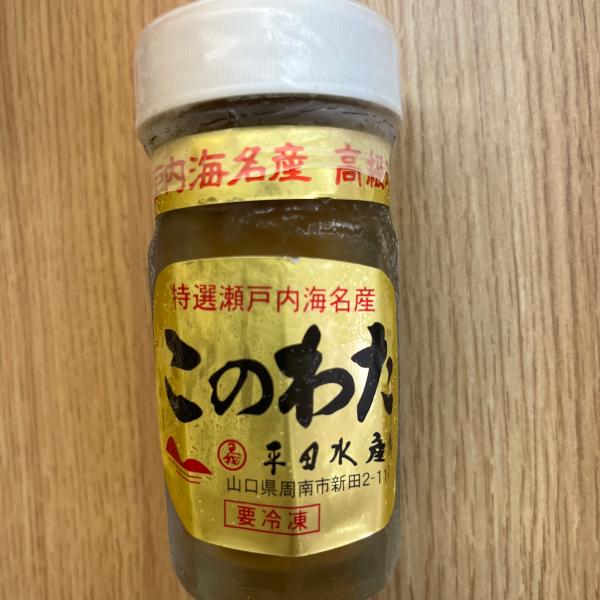 戸内海名産 高級
特選瀬戸内海名産
このわた
平田水産
山口県周南市新田2-11
要冷凍